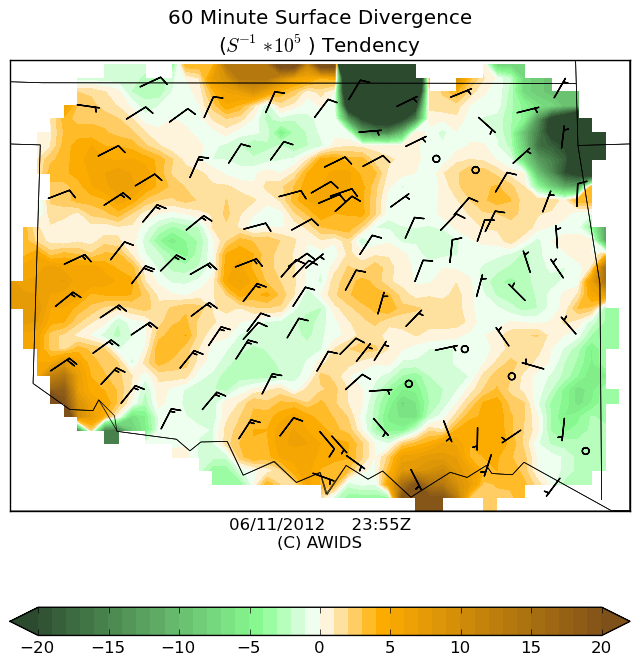 60 Minute Surface Divergence
(S⁻¹ * 10⁵ ) Tendency
06/11/2012 23:55Z
(C) AWIDS
−20 −15 −10 −5 0 5 10 15 20